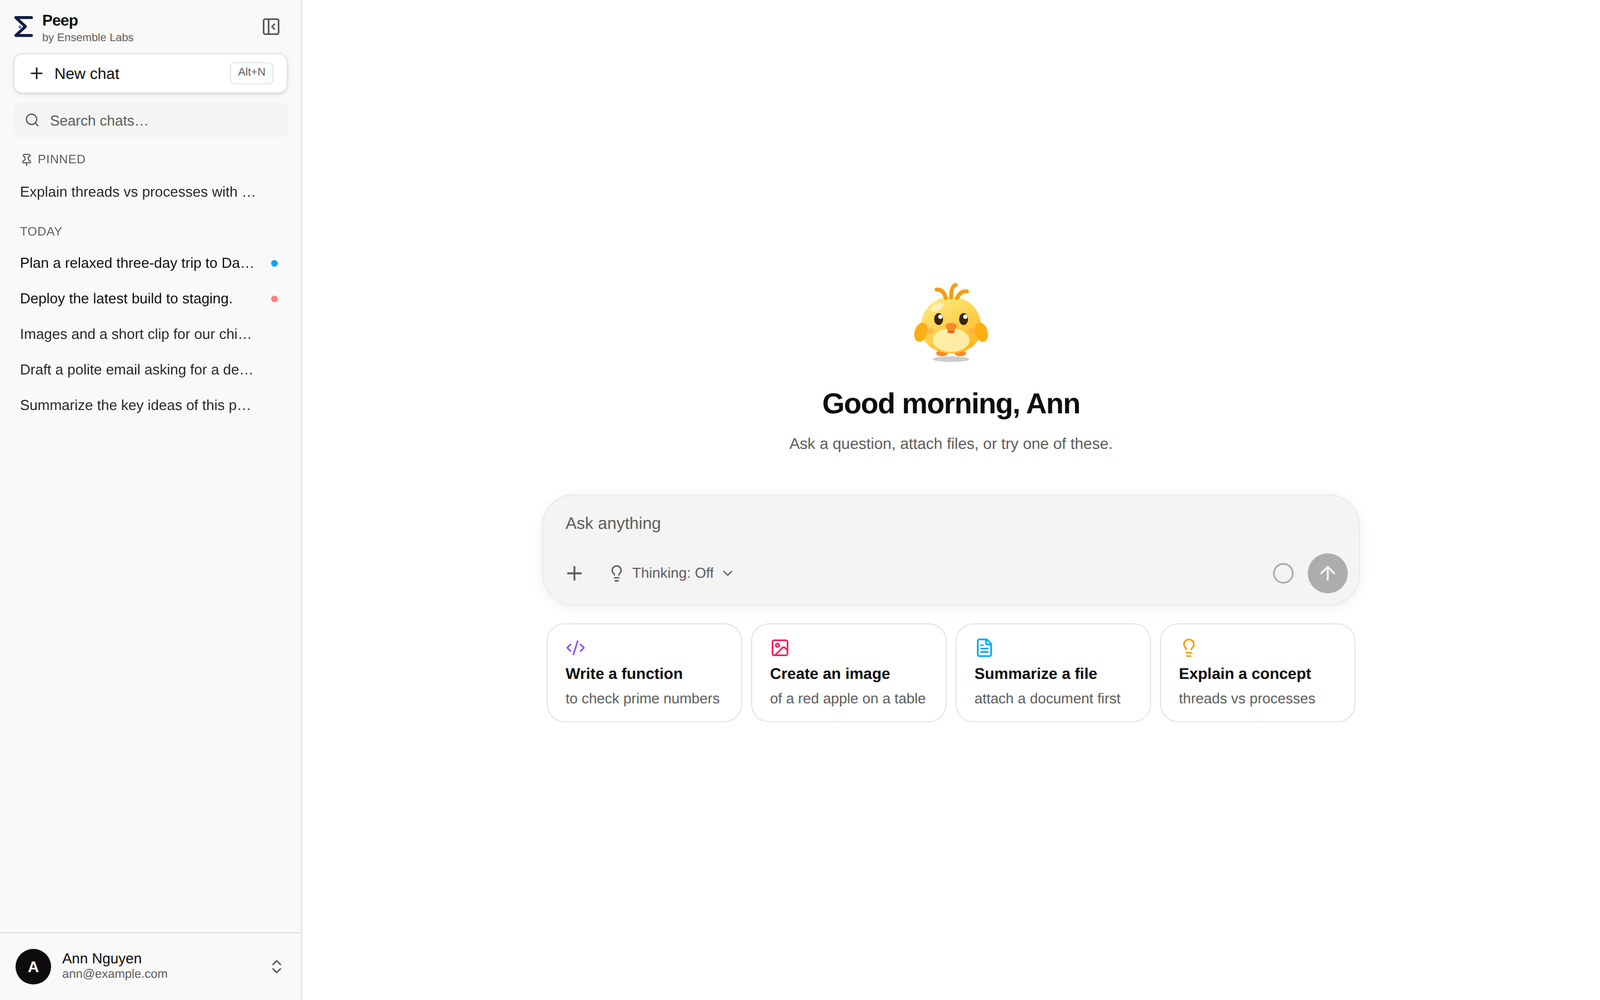 Peep
by Ensemble Labs
New chat
Alt+N
Search chats…
PINNED
Explain threads vs processes with …
TODAY
Plan a relaxed three-day trip to Da…
Deploy the latest build to staging.
Images and a short clip for our chi…
Draft a polite email asking for a de…
Summarize the key ideas of this p…
Ann Nguyen
ann@example.com
A
Good morning, Ann
Ask a question, attach files, or try one of these.
Ask anything
Thinking: Off
Write a function
to check prime numbers
Create an image
of a red apple on a table
Summarize a file
attach a document first
Explain a concept
threads vs processes